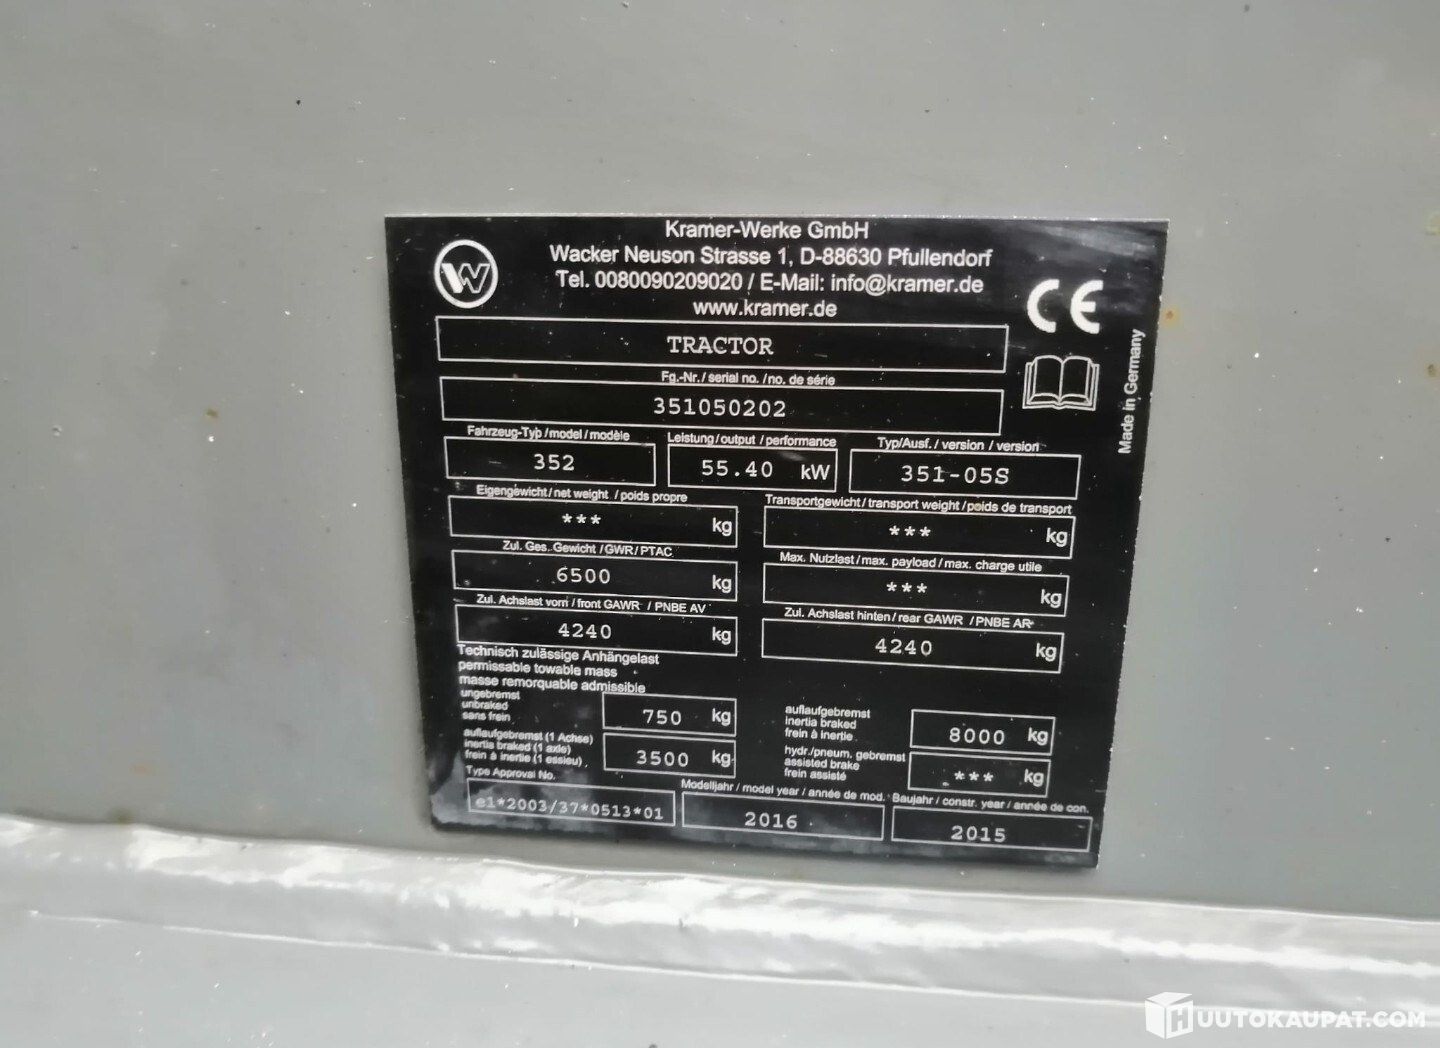 Kramer-Werke GmbH
Wacker Neuson Strasse 1, D-88630 Pfullendorf
Tel. 0080090209020 / E-Mail: info@kramer.de
www.kramer.de
CE
Made in Germany
TRACTOR
Fg.-Nr./ serial no. /no. de série
351050202
Fahrzeug-Typ / model / modèle
352
Leistung / output / performance
55.40 kW
Typ/Ausf. / version / version
351-05S
Eigengewicht / net weight / poids propre
*** kg
Transportgewicht / transport weight / poids de transport
*** kg
Zul. Ges. Gewicht / GWR / PTAC
6500 kg
Max. Nutzlast / max. payload / max. charge utile
*** kg
Zul. Achslast vorn / front GAWR / PNBE AV
4240 kg
Zul. Achslast hinten / rear GAWR / PNBE AR
4240 kg
Technisch zulässige Anhängelast
permissable towable mass
masse remorquable admissible
ungebremst
unbraked
sans frein
750 kg
auflaufgebremst
inertia braked
frein à inertie
8000 kg
auflaufgebremst (1 Achse)
inertis braked (1 axle)
frein à inertie (1 essieu)
3500 kg
hydr./pneum. gebremst
assisted brake
frein assisté
*** kg
Type Approval No.
e1*2003/37*0513*01
Modelljahr / model year / année de mod.
2016
Baujahr / constr. year / année de con.
2015
HUUTOKAUPAT.COM